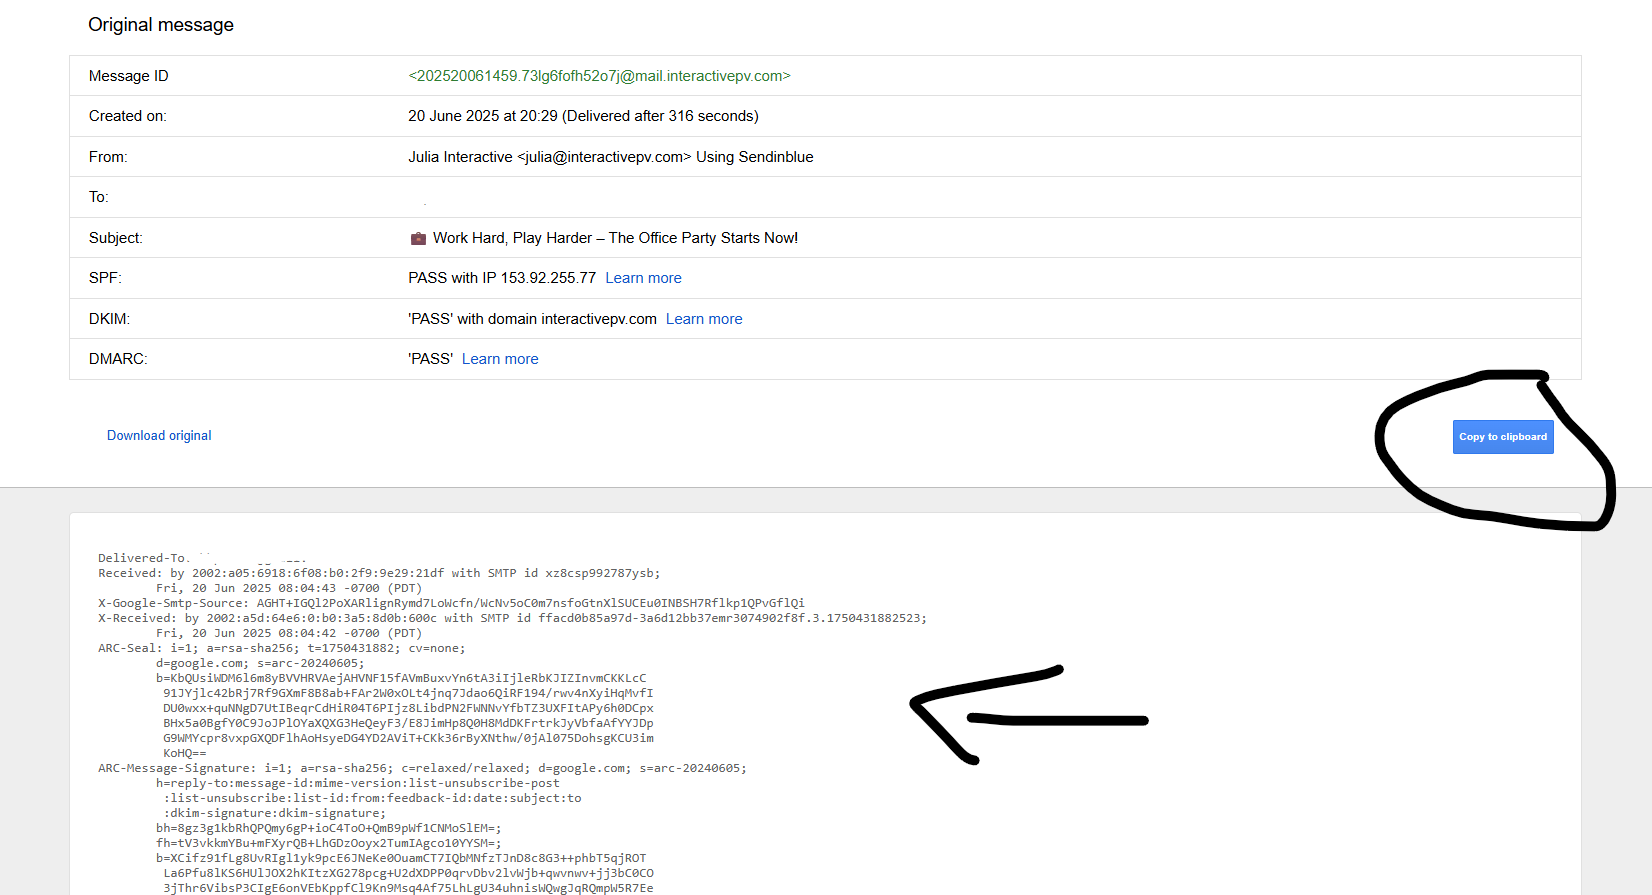 Original message
Message ID <202520061459.73lg6fofh52o7j@mail.interactivepv.com>
Created on: 20 June 2025 at 20:29 (Delivered after 316 seconds)
From: Julia Interactive <julia@interactivepv.com> Using Sendinblue
To:
Subject: 💼 Work Hard, Play Harder – The Office Party Starts Now!
SPF: PASS with IP 153.92.255.77 Learn more
DKIM: 'PASS' with domain interactivepv.com Learn more
DMARC: 'PASS' Learn more
Download original
Copy to clipboard
Delivered-To:
Received: by 2002:a05:6918:6f08:b0:2f9:9e29:21df with SMTP id xz8csp992787ysb;
Fri, 20 Jun 2025 08:04:43 -0700 (PDT)
X-Google-Smtp-Source: AGHT+IGQl2PoXARlignRymd7LoWcfn/WcNv5oC0m7nsfoGtnXlSUCEu0INBSH7Rflkp1QPvGflQi
X-Received: by 2002:a5d:64e6:0:b0:3a5:8d0b:600c with SMTP id ffacd0b85a97d-3a6d12bb37emr3074902f8f.3.1750431882523;
Fri, 20 Jun 2025 08:04:42 -0700 (PDT)
ARC-Seal: i=1; a=rsa-sha256; t=1750431882; cv=none;
d=google.com; s=arc-20240605;
b=KbQUsiWDM6l6m8yBVVHRVAejAHVNF15fAVmBuxvYn6tA3iIjleRbKJIZInvmCKKLcC
91JYjlc42bRj7Rf9GXmF8B8ab+FAr2W0xOLt4jnq7Jdao6QiRF194/rwv4nXyiHqMvfI
DU0wxx+quNNgD7UtIBeqrCdHiR04T6PIjz8LibdPN2FWNNvYfbTZ3UXFItAPy6h0DCpx
BHx5a0BgfY0C9JoJPlOYaXQXG3HeQeyF3/E8JimHp8Q0H8MdDKFrtrkJyVbfaAfYYJDp
G9WMYcpr8vxpGXQDFlhAoHsyeDG4YD2AViT+CKk36rByXNthw/0jAl075DohsgKCU3im
KoHQ==
ARC-Message-Signature: i=1; a=rsa-sha256; c=relaxed/relaxed; d=google.com; s=arc-20240605;
h=reply-to:message-id:mime-version:list-unsubscribe-post
:list-unsubscribe:list-id:from:feedback-id:date:subject:to
:dkim-signature:dkim-signature;
bh=8gz3g1kbRhQPQmy6gP+ioC4ToO+QmB9pWf1CNMoSlEM=;
fh=tV3vkkmYBu+mFXyrQB+LhGDzOoyx2TumIAgco10YYSM=;
b=XCifz91fLg8UvRIgl1yk9pcE6JNeKe0OuamCT7IQbMNfzTJnD8c8G3++phbT5qjROT
La6Pfu8lKS6HUlJOX2hKItzXG278pcg+U2dXDPP0qrvDbv2lvWjb+qwvnwv+jj3bC0CO
3jThr6VibsP3CIgE6onVEbKppfCl9Kn9Msq4Af75LhLgU34uhnisWQwgJqRQmpW5R7Ee